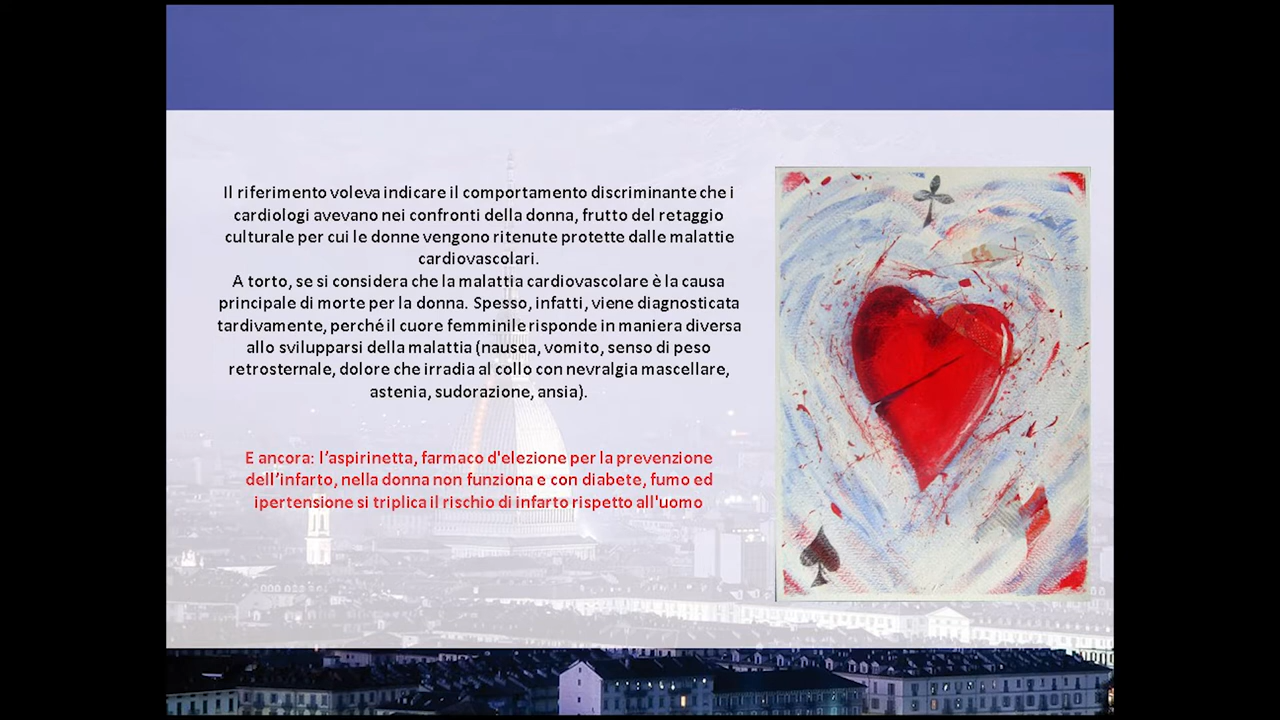 Il riferimento voleva indicare il comportamento discriminante che i
cardiologi avevano nei confronti della donna, frutto del retaggio
culturale per cui le donne vengono ritenute protette dalle malattie
cardiovascolari.
A torto, se si considera che la malattia cardiovascolare è la causa
principale di morte per la donna. Spesso, infatti, viene diagnosticata
tardivamente, perché il cuore femminile risponde in maniera diversa
allo svilupparsi della malattia (nausea, vomito, senso di peso
retrosternale, dolore che irradia al collo con nevralgia mascellare,
astenia, sudorazione, ansia).
E ancora: l’aspirinetta, farmaco d'elezione per la prevenzione
dell’infarto, nella donna non funziona e con diabete, fumo ed
ipertensione si triplica il rischio di infarto rispetto all'uomo